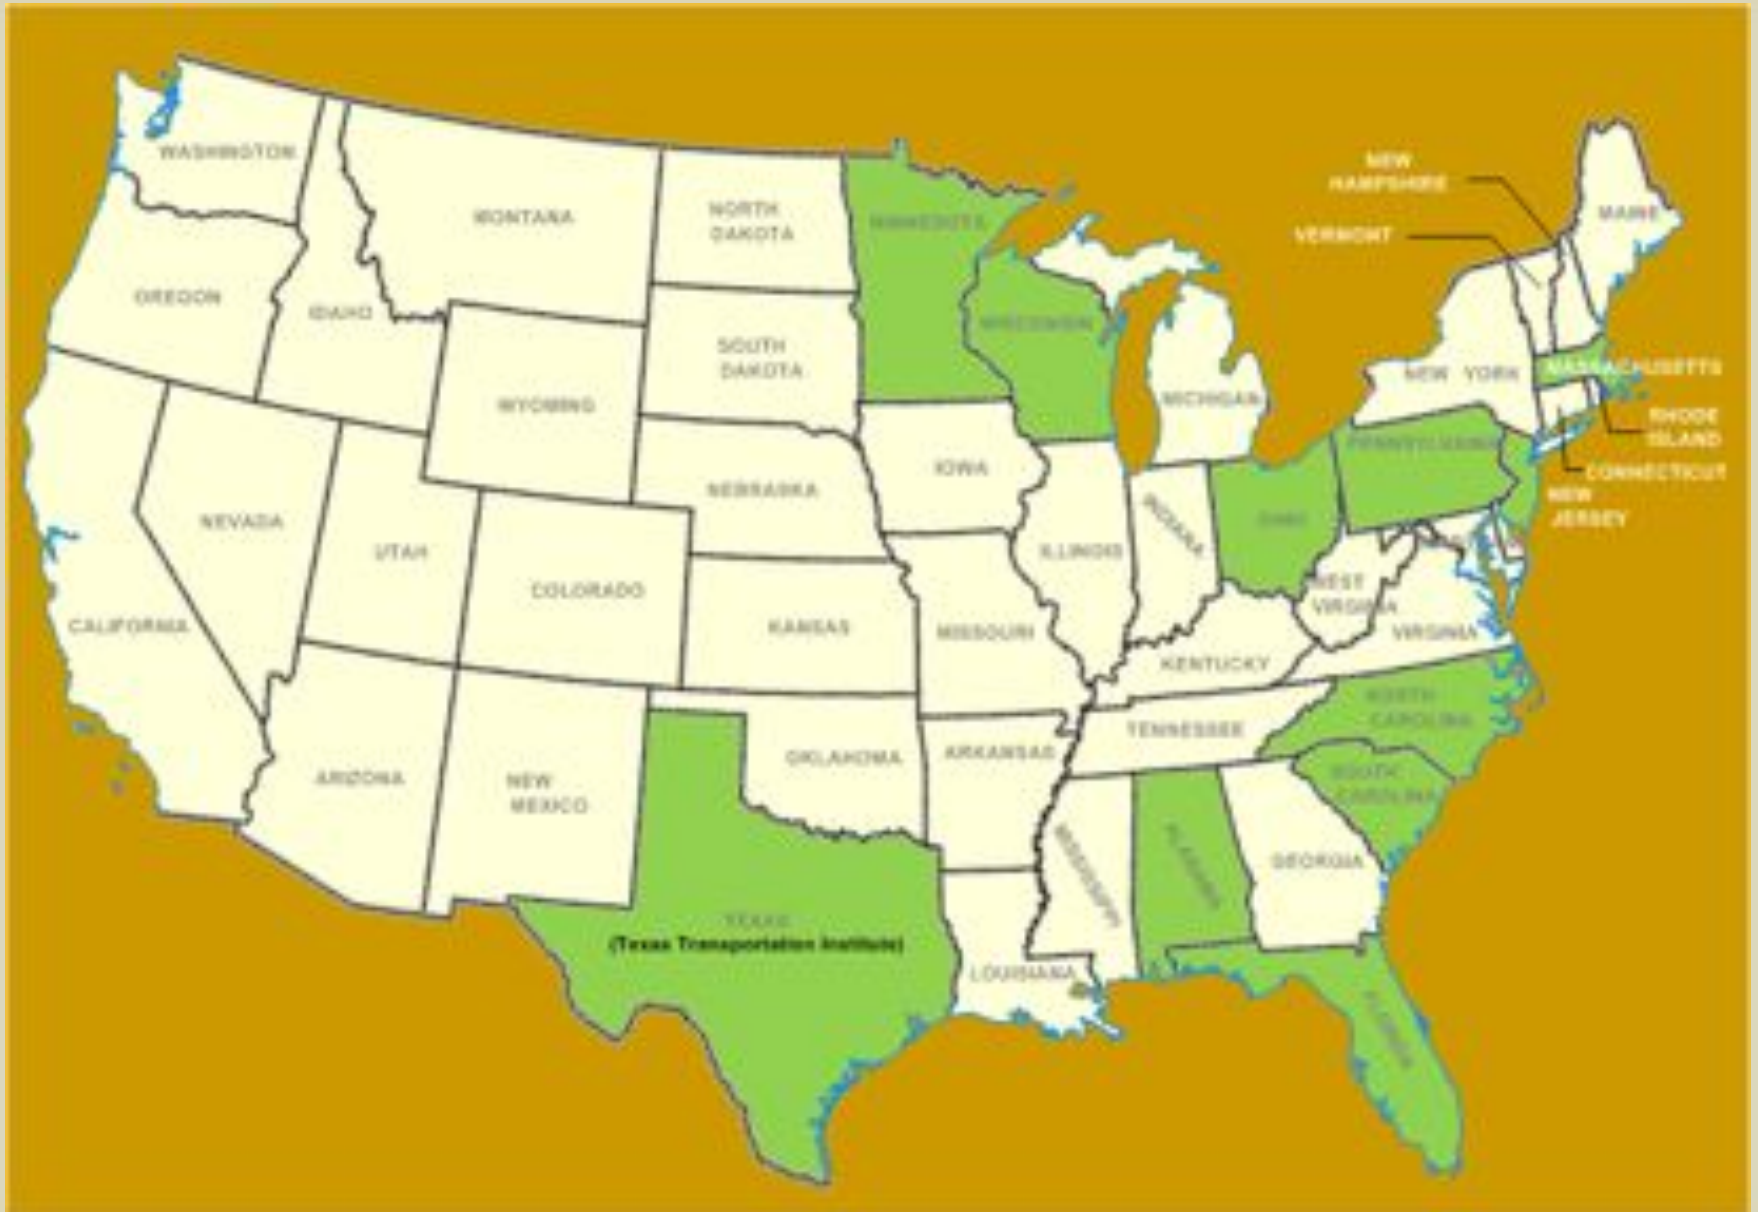 WASHINGTON
MONTANA
NORTH
DAKOTA
MINNESOTA
NEW
HAMPSHIRE
VERMONT
MAINE
OREGON
IDAHO
SOUTH
DAKOTA
WISCONSIN
WYOMING
MICHIGAN
NEW YORK
MASSACHUSETTS
RHODE
ISLAND
CONNECTICUT
NEW
JERSEY
PENNSYLVANIA
IOWA
NEBRASKA
NEVADA
UTAH
COLORADO
ILLINOIS
INDIANA
OHIO
WEST
VIRGINIA
VIRGINIA
CALIFORNIA
KANSAS
MISSOURI
KENTUCKY
NORTH
CAROLINA
TENNESSEE
ARIZONA
NEW
MEXICO
OKLAHOMA
ARKANSAS
SOUTH
CAROLINA
MISSISSIPPI
ALABAMA
GEORGIA
TEXAS
(Texas Transportation Institute)
LOUISIANA
FLORIDA